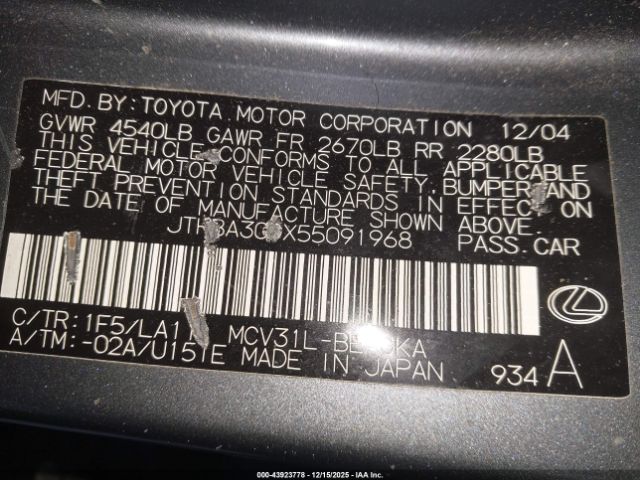 MFD. BY: TOYOTA MOTOR CORPORATION 12/04
GVWR 4540LB GAWR FR 2670LB RR 2280LB
THIS VEHICLE CONFORMS TO ALL APPLICABLE
FEDERAL MOTOR VEHICLE SAFETY, BUMPER AND
THEFT PREVENTION STANDARDS IN EFFECT ON
THE DATE OF MANUFACTURE SHOWN ABOVE.
PASS. CAR
C/TR: 1F5/LA1
A/TM: -02A/U151E MADE IN JAPAN
934 A
000-43923778 - 12/15/2025 - IAA Inc.